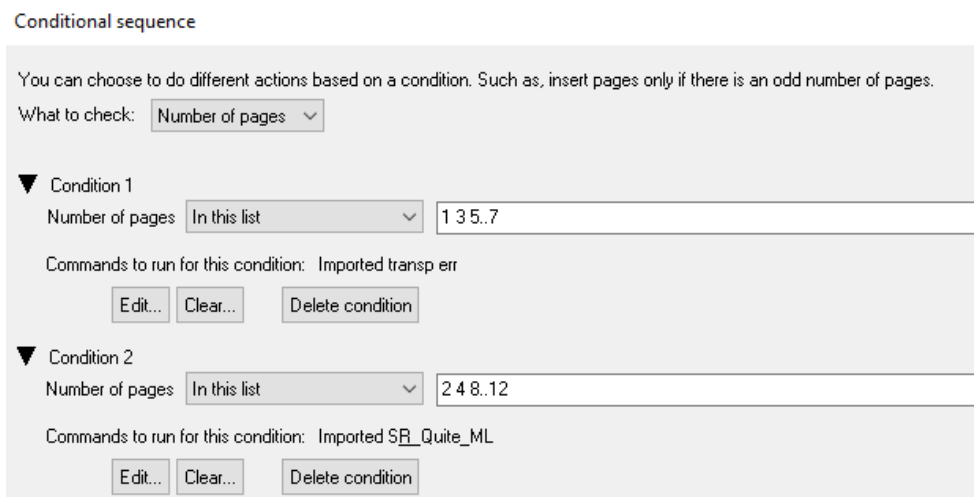 Conditional sequence
You can choose to do different actions based on a condition. Such as, insert pages only if there is an odd number of pages.
What to check: Number of pages
Condition 1
Number of pages In this list 1 3 5..7
Commands to run for this condition: Imported transp err
Edit... Clear... Delete condition
Condition 2
Number of pages In this list 2 4 8..12
Commands to run for this condition: Imported SR_Quite_ML
Edit... Clear... Delete condition